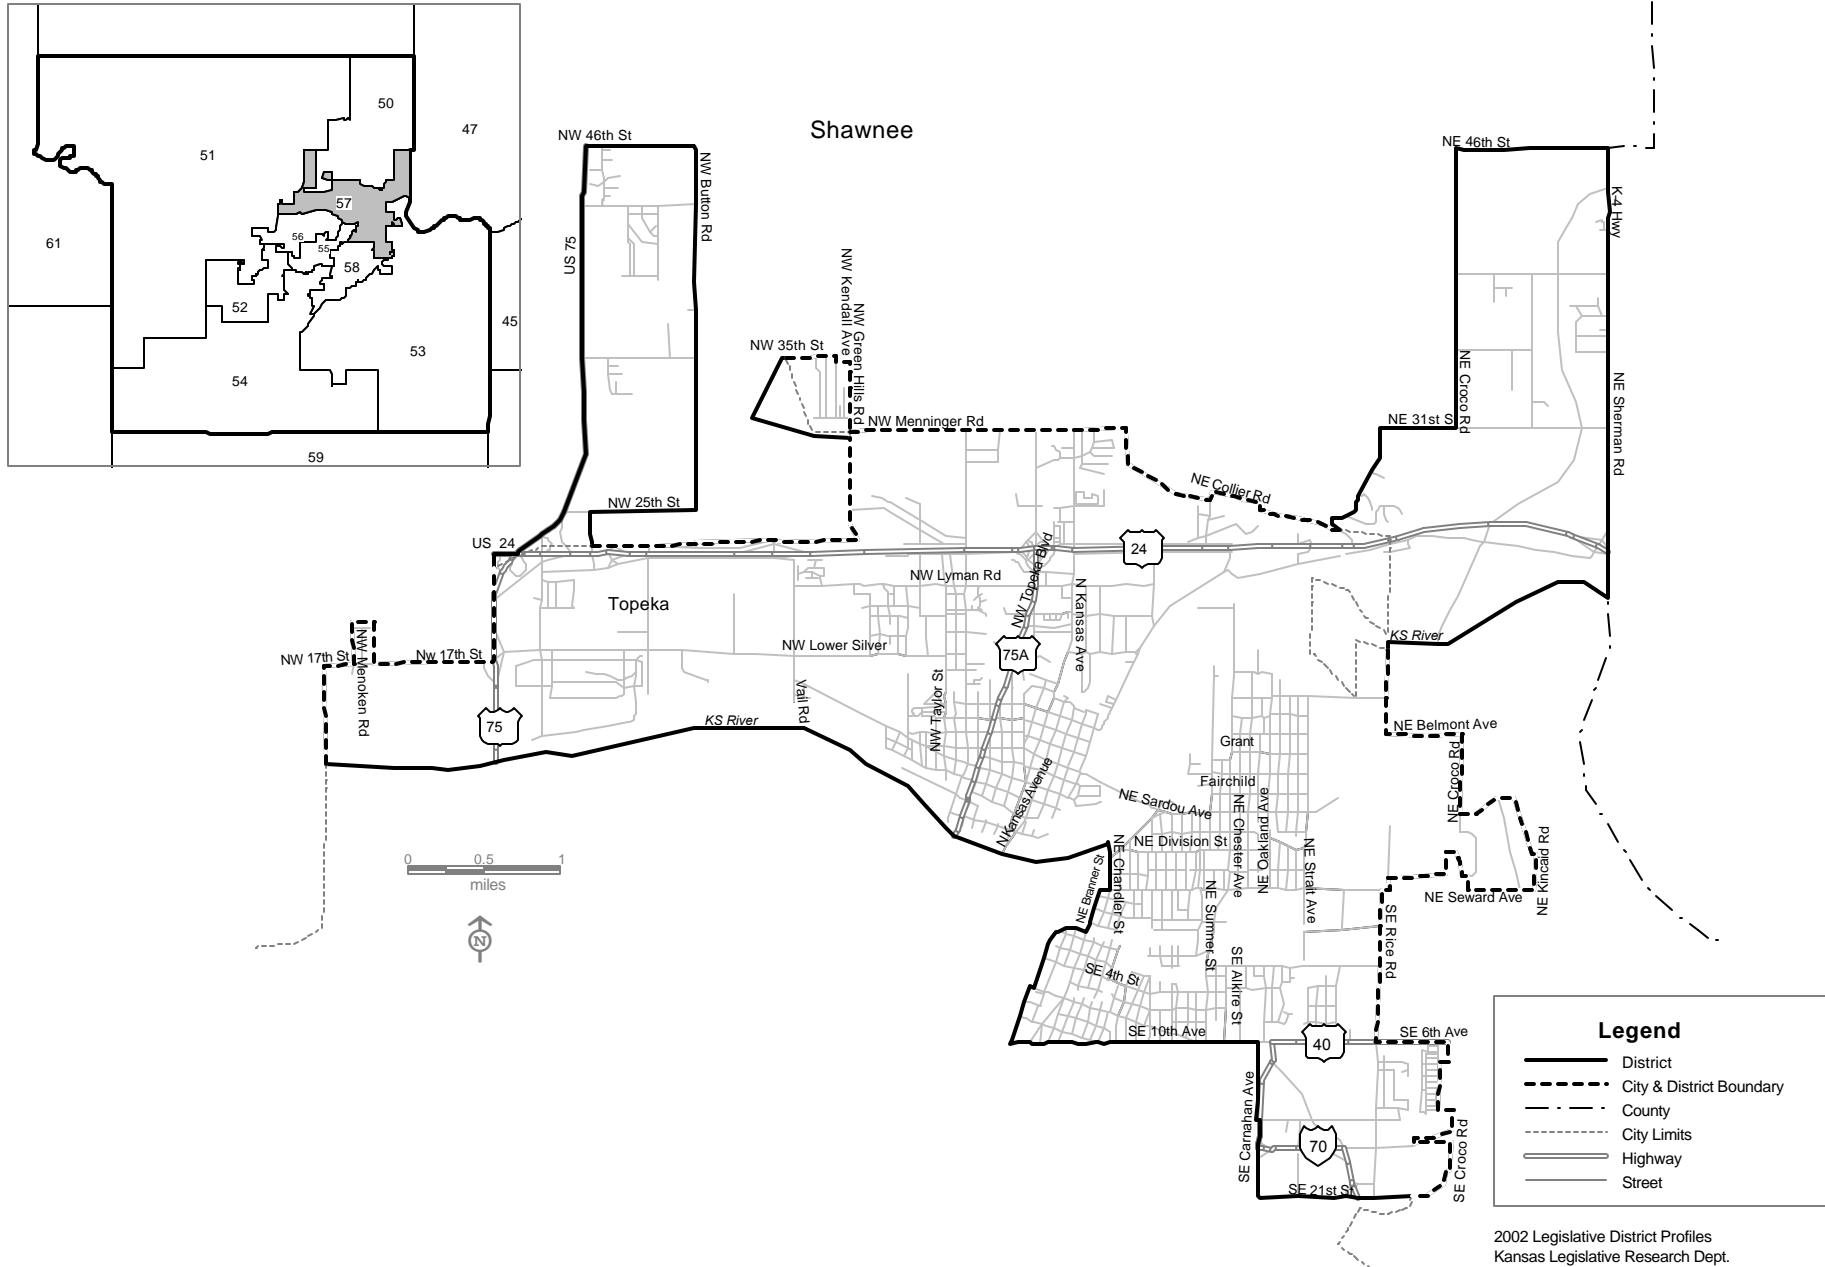 50
47
51
57
61
56
55
58
52
45
53
54
59
Shawnee
NW 46th St
NW Button Rd
US 75
NW 35th St
NW Kendall Ave
NW Green Hills Rd
NW Menninger Rd
NE 46th St
K-4 Hwy
NE Croco Rd
NE 31st S
NE Sherman Rd
NW 25th St
NE Collier Rd
US 24
24
NW Lyman Rd
NW Topeka Blvd
N Kansas Ave
Topeka
NW 17th St
NW Menoken Rd
Nw 17th St
NW Lower Silver
75A
KS River
75
KS River
Vail Rd
NW Taylor St
N Kansas Avenue
Grant
Fairchild
NE Belmont Ave
NE Croco Rd
NE Sardou Ave
NE Division St
NE Chester Ave
NE Oakland Ave
NE Strait Ave
NE Branner St
NE Chandler St
NE Sumner St
NE Seward Ave
NE Kincaid Rd
SE Rice Rd
SE 4th St
SE Alkire St
SE 10th Ave
40
SE 6th Ave
SE Carnahan Ave
70
SE Croco Rd
SE 21st St
0 0.5 1
miles
N
Legend
District
City & District Boundary
County
City Limits
Highway
Street
2002 Legislative District Profiles
Kansas Legislative Research Dept.